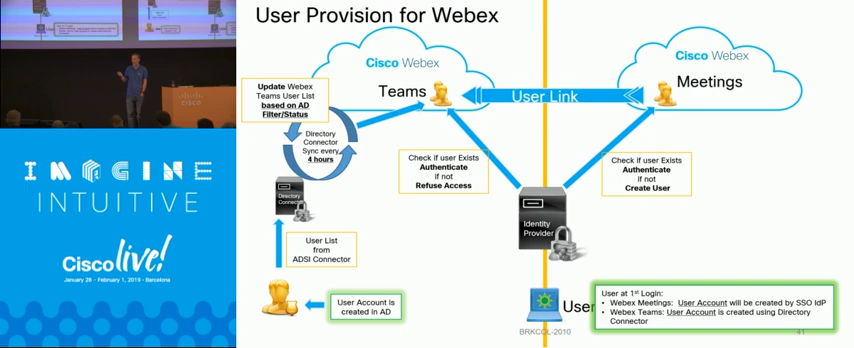 User Provision for Webex
Cisco Webex
Teams
Cisco Webex
Meetings
User Link
Update Webex
Teams User List
based on AD
Filter/Status
Directory
Connector
Sync every
4 hours
Check if user Exists
Authenticate
if not
Refuse Access
Check if user Exists
Authenticate
if not
Create User
Directory
Identity
Provider
User List
from
ADSI Connector
User Account is
created in AD
User
User at 1st Login:
• Webex Meetings: User Account will be created by SSO IdP
• Webex Teams: User Account is created using Directory
Connector
BRKCOL-2010
41
IMAGINE
INTUITIVE
Cisco live!
January 28 - February 1, 2019 · Barcelona